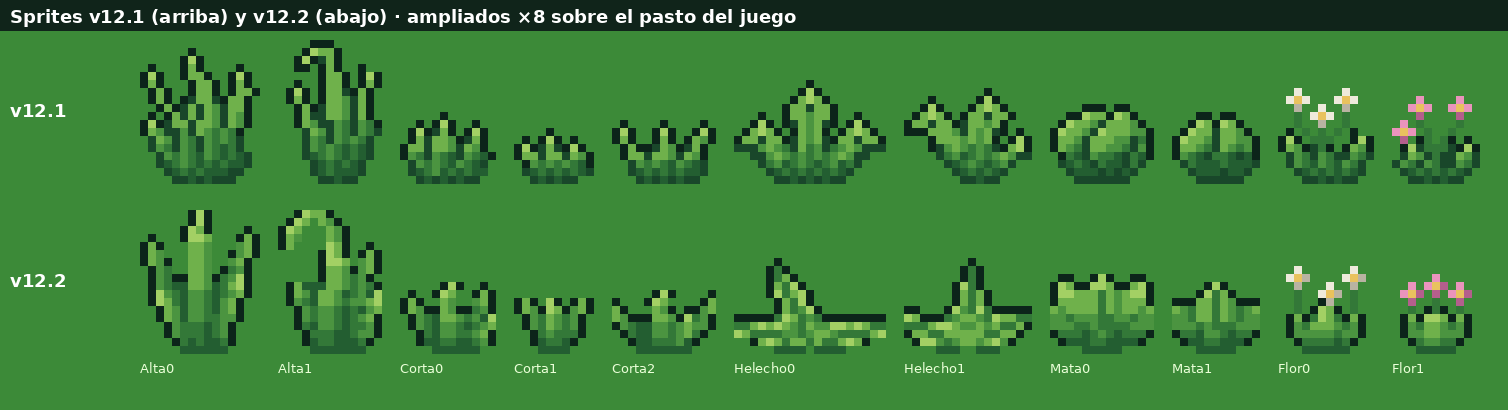 Sprites v12.1 (arriba) y v12.2 (abajo) · ampliados ×8 sobre el pasto del juego
v12.1
v12.2
Alta0 Alta1 Corta0 Corta1 Corta2 Helecho0 Helecho1 Mata0 Mata1 Flor0 Flor1